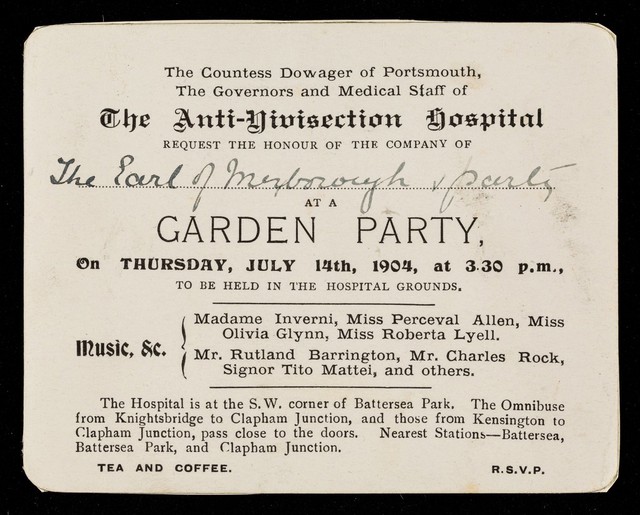 The Countess Dowager of Portsmouth,
The Governors and Medical Staff of
The Anti-Vivisection Hospital
REQUEST THE HONOUR OF THE COMPANY OF
The Earl of Mexborough & party
AT A
GARDEN PARTY,
On THURSDAY, JULY 14th, 1904, at 3.30 p.m.,
TO BE HELD IN THE HOSPITAL GROUNDS.
Music, &c.
Madame Inverni, Miss Perceval Allen, Miss
Olivia Glynn, Miss Roberta Lyell.
Mr. Rutland Barrington, Mr. Charles Rock,
Signor Tito Mattei, and others.
The Hospital is at the S.W. corner of Battersea Park. The Omnibuse
from Knightsbridge to Clapham Junction, and those from Kensington to
Clapham Junction, pass close to the doors. Nearest Stations—Battersea,
Battersea Park, and Clapham Junction.
TEA AND COFFEE. R.S.V.P.